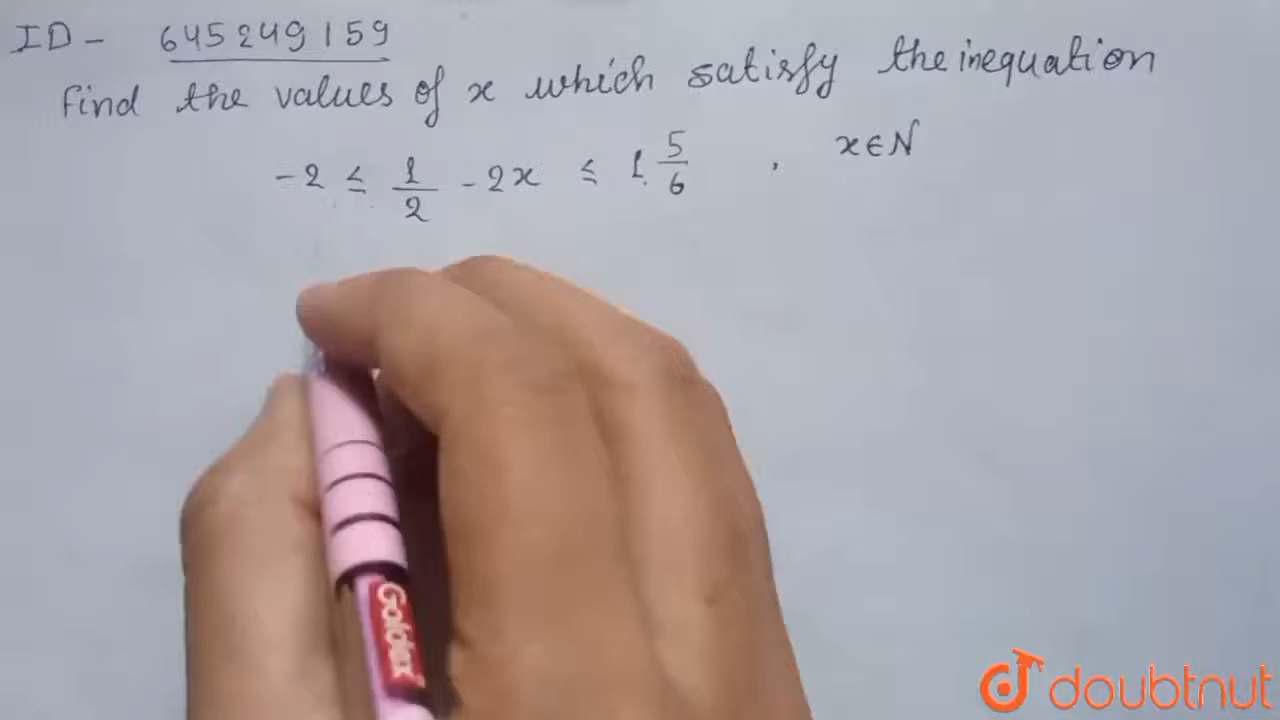 ID - 645249159
Find the values of x which satisfy the inequation
-2 ≤ 1/2 - 2x ≤ 1 5/6 , x ∈ N
Goldex
doubtnut